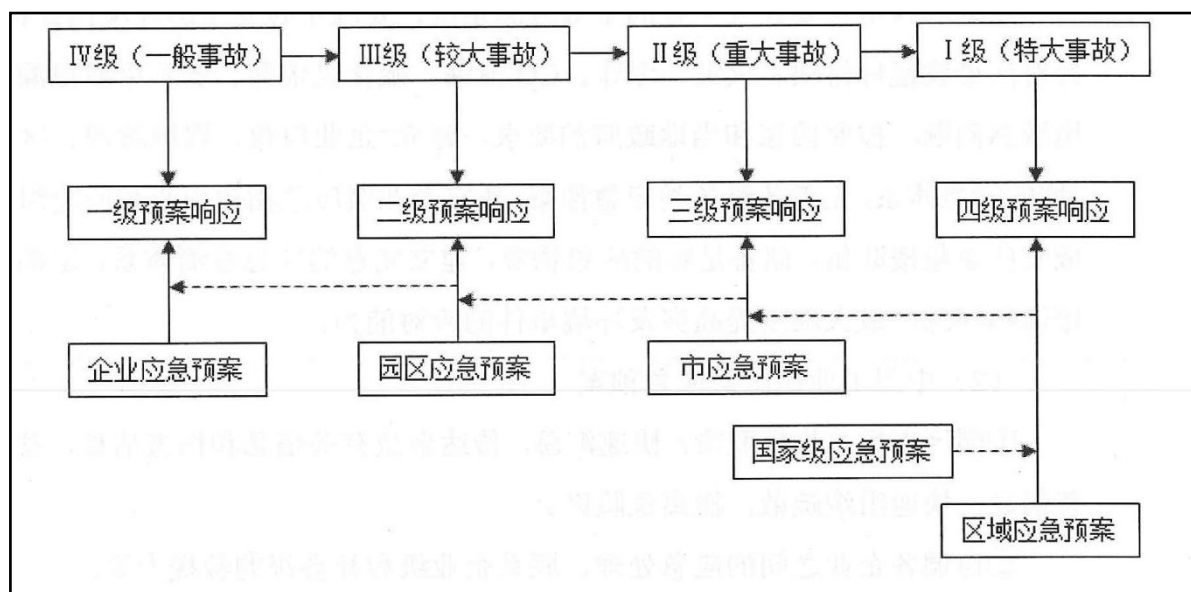 Ⅳ级（一般事故）
Ⅲ级（较大事故）
Ⅱ级（重大事故）
Ⅰ级（特大事故）
一级预案响应
二级预案响应
三级预案响应
四级预案响应
企业应急预案
园区应急预案
市应急预案
国家级应急预案
区域应急预案